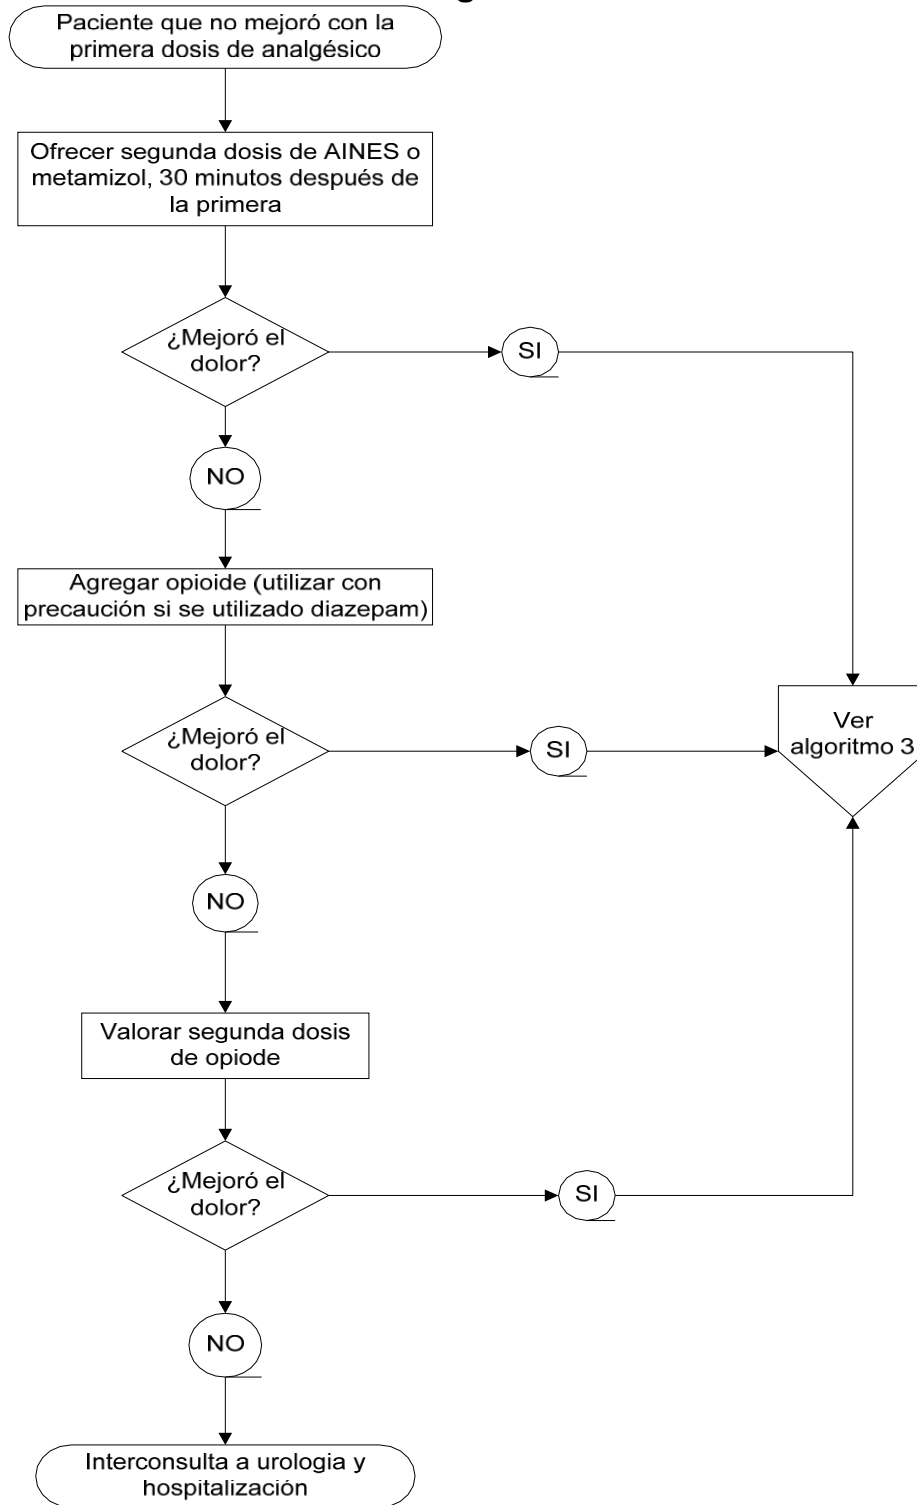 Paciente que no mejoró con la
primera dosis de analgésico
Ofrecer segunda dosis de AINES o
metamizol, 30 minutos después de
la primera
¿Mejoró el
dolor?
SI
NO
Agregar opioide (utilizar con
precaución si se utilizado diazepam)
¿Mejoró el
dolor?
SI
Ver
algoritmo 3
NO
Valorar segunda dosis
de opiode
¿Mejoró el
dolor?
SI
NO
Interconsulta a urologia y
hospitalización